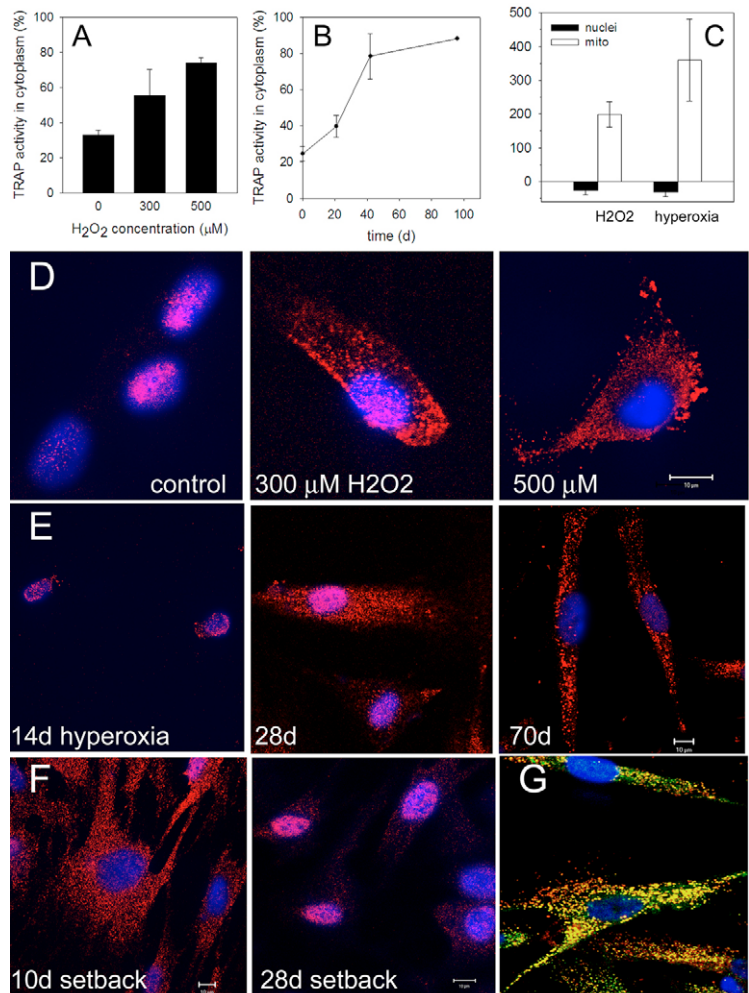 A
TRAP activity in cytoplasm (%)
100
80
60
40
20
0
0 300 500
H₂O₂ concentration (μM)
B
TRAP activity in cytoplasm (%)
100
80
60
40
20
0
0 20 40 60 80 100
time (d)
C
nuclei
mito
500
400
300
200
100
0
H2O2 hyperoxia
D
control
300 μM H2O2
500 μM
10 μm
E
14d hyperoxia
28d
70d
10 μm
F
10d setback
28d setback
10 μm
G